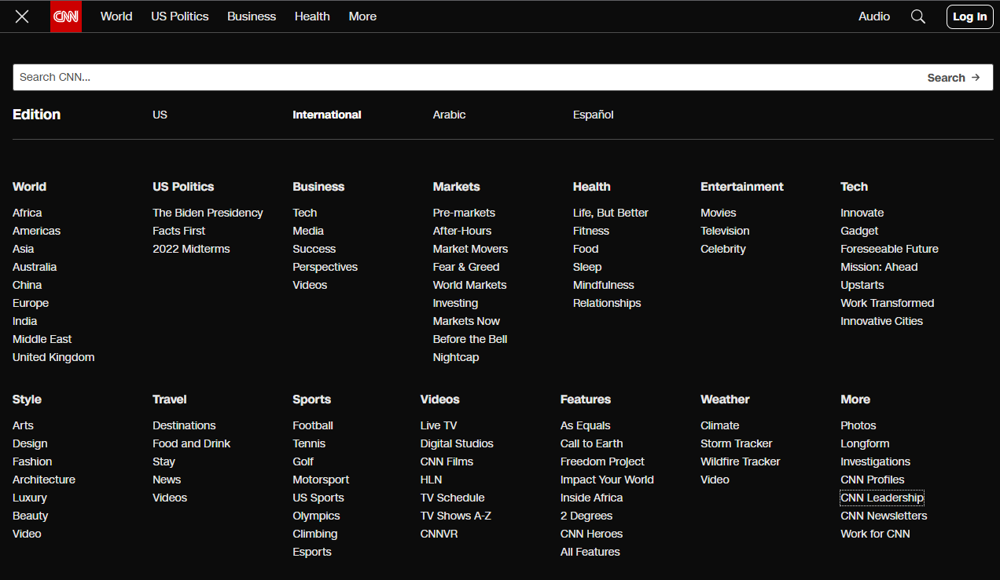 CNN World US Politics Business Health More Audio Log In
Search CNN... Search →
Edition US International Arabic Español
World
Africa
Americas
Asia
Australia
China
Europe
India
Middle East
United Kingdom
US Politics
The Biden Presidency
Facts First
2022 Midterms
Business
Tech
Media
Success
Perspectives
Videos
Markets
Pre-markets
After-Hours
Market Movers
Fear & Greed
World Markets
Investing
Markets Now
Before the Bell
Nightcap
Health
Life, But Better
Fitness
Food
Sleep
Mindfulness
Relationships
Entertainment
Movies
Television
Celebrity
Tech
Innovate
Gadget
Foreseeable Future
Mission: Ahead
Upstarts
Work Transformed
Innovative Cities
Style
Arts
Design
Fashion
Architecture
Luxury
Beauty
Video
Travel
Destinations
Food and Drink
Stay
News
Videos
Sports
Football
Tennis
Golf
Motorsport
US Sports
Olympics
Climbing
Esports
Videos
Live TV
Digital Studios
CNN Films
HLN
TV Schedule
TV Shows A-Z
CNNVR
Features
As Equals
Call to Earth
Freedom Project
Impact Your World
Inside Africa
2 Degrees
CNN Heroes
All Features
Weather
Climate
Storm Tracker
Wildfire Tracker
Video
More
Photos
Longform
Investigations
CNN Profiles
CNN Leadership
CNN Newsletters
Work for CNN